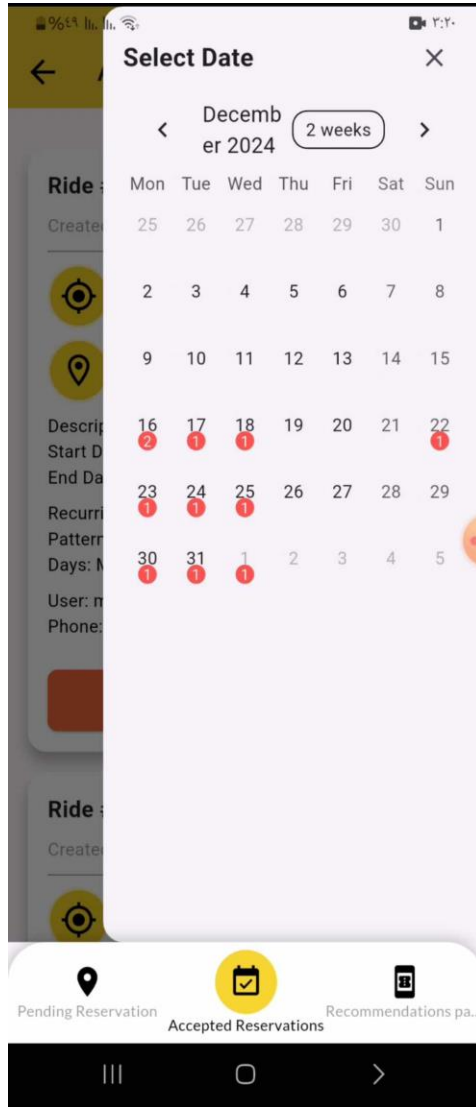 %٤٩ ٣:٢٠
Select Date
Decemb
er 2024
2 weeks
Mon Tue Wed Thu Fri Sat Sun
25 26 27 28 29 30 1
2 3 4 5 6 7 8
9 10 11 12 13 14 15
16 17 18 19 20 21 22
2 1 1 1
23 24 25 26 27 28 29
1 1 1
30 31 1 2 3 4 5
1 1 1
Ride
Create
Descrip
Start D
End Da
Recurri
Pattern
Days: M
User: m
Phone:
Ride
Create
Pending Reservation
Accepted Reservations
Recommendations pa..